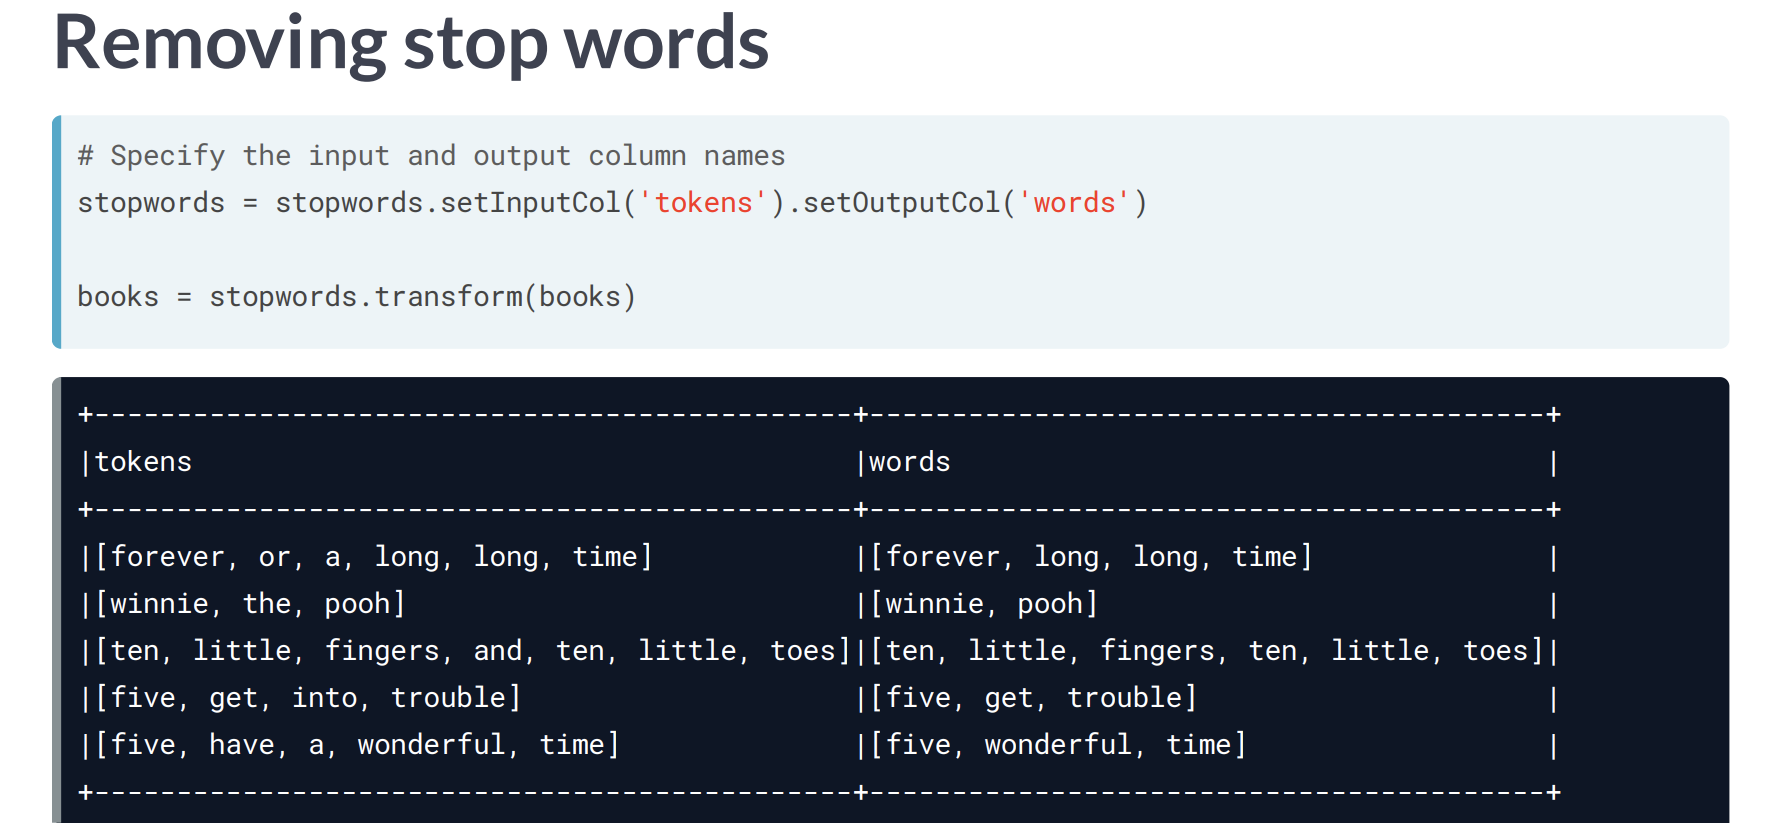 Removing stop words
# Specify the input and output column names
stopwords = stopwords.setInputCol('tokens').setOutputCol('words')
books = stopwords.transform(books)
+----------------------------------------------+-----------------------------------------+
|tokens                                        |words                                    |
+----------------------------------------------+-----------------------------------------+
|[forever, or, a, long, long, time]            |[forever, long, long, time]              |
|[winnie, the, pooh]                           |[winnie, pooh]                           |
|[ten, little, fingers, and, ten, little, toes]|[ten, little, fingers, ten, little, toes]|
|[five, get, into, trouble]                    |[five, get, trouble]                     |
|[five, have, a, wonderful, time]              |[five, wonderful, time]                  |
+----------------------------------------------+-----------------------------------------+